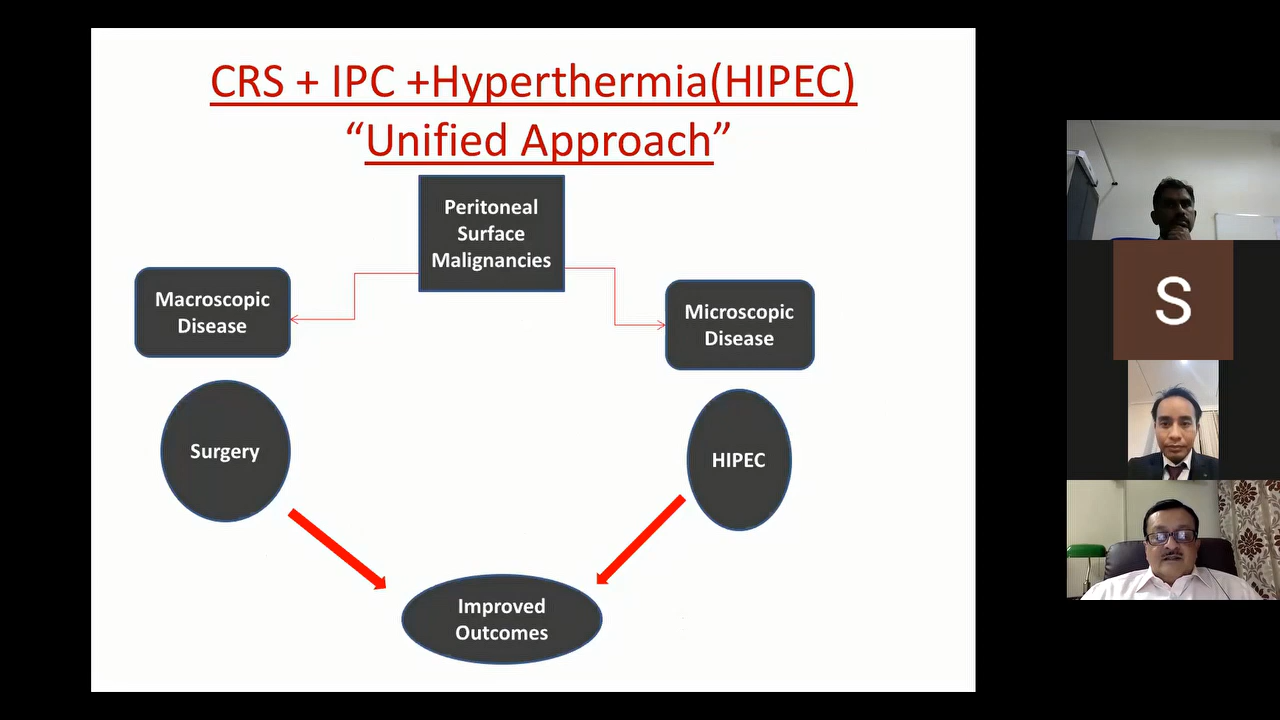 CRS + IPC +Hyperthermia(HIPEC)
“Unified Approach”
Peritoneal
Surface
Malignancies
Macroscopic
Disease
Microscopic
Disease
Surgery
HIPEC
Improved
Outcomes
S